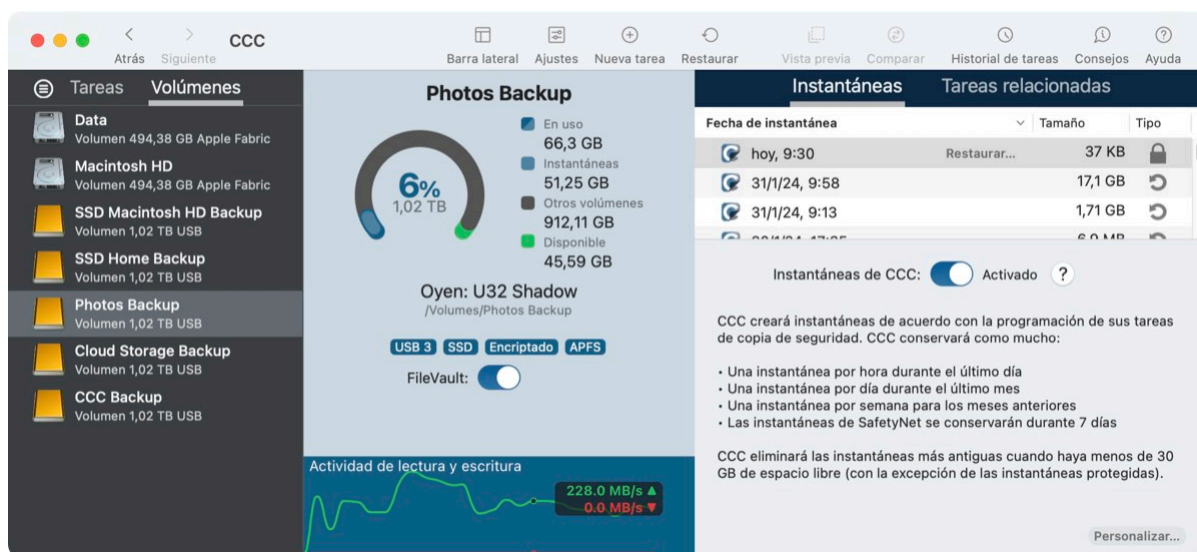 CCC
Atrás
Siguiente
Barra lateral
Ajustes
Nueva tarea
Restaurar
Vista previa
Comparar
Historial de tareas
Consejos
Ayuda
Tareas
Volúmenes
Data
Volumen 494,38 GB Apple Fabric
Macintosh HD
Volumen 494,38 GB Apple Fabric
SSD Macintosh HD Backup
Volumen 1,02 TB USB
SSD Home Backup
Volumen 1,02 TB USB
Photos Backup
Volumen 1,02 TB USB
Cloud Storage Backup
Volumen 1,02 TB USB
CCC Backup
Volumen 1,02 TB USB
Photos Backup
6%
1,02 TB
En uso
66,3 GB
Instantáneas
51,25 GB
Otros volúmenes
912,11 GB
Disponible
45,59 GB
Oyen: U32 Shadow
/Volumes/Photos Backup
USB 3 SSD Encriptado APFS
FileVault:
Actividad de lectura y escritura
228.0 MB/s
0.0 MB/s
Instantáneas
Tareas relacionadas
Fecha de instantánea Tamaño Tipo
hoy, 9:30 Restaurar... 37 KB
31/1/24, 9:58 17,1 GB
31/1/24, 9:13 1,71 GB
Instantáneas de CCC: Activado ?
CCC creará instantáneas de acuerdo con la programación de sus tareas
de copia de seguridad. CCC conservará como mucho:
• Una instantánea por hora durante el último día
• Una instantánea por día durante el último mes
• Una instantánea por semana para los meses anteriores
• Las instantáneas de SafetyNet se conservarán durante 7 días
CCC eliminará las instantáneas más antiguas cuando haya menos de 30
GB de espacio libre (con la excepción de las instantáneas protegidas).
Personalizar...